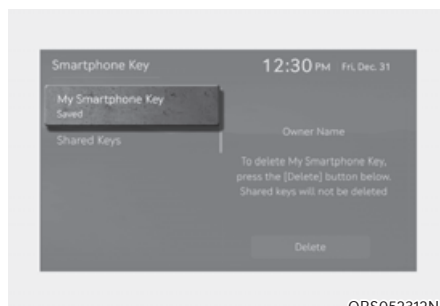 Smartphone Key
12:30 PM Fri, Dec. 31
My Smartphone Key
Saved
Shared Keys
Owner Name
To delete My Smartphone Key,
press the [Delete] button below.
Shared keys will not be deleted
Delete